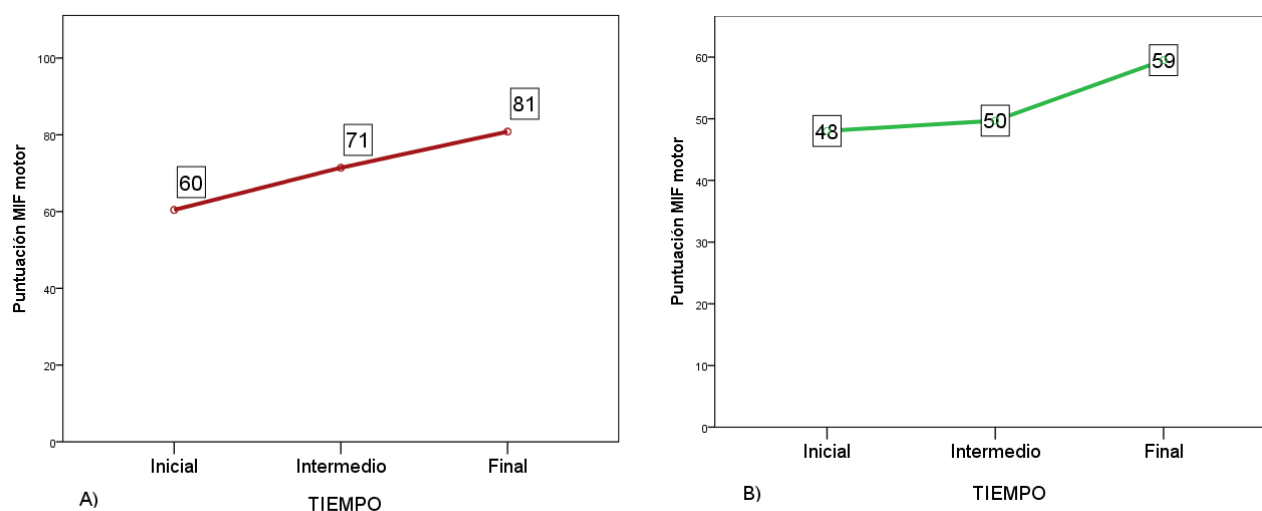 100
80
60
40
20
0
Puntuación MIF motor
60
71
81
Inicial
Intermedio
Final
A)
TIEMPO
60
50
40
30
20
10
0
Puntuación MIF motor
48
50
59
Inicial
Intermedio
Final
B)
TIEMPO